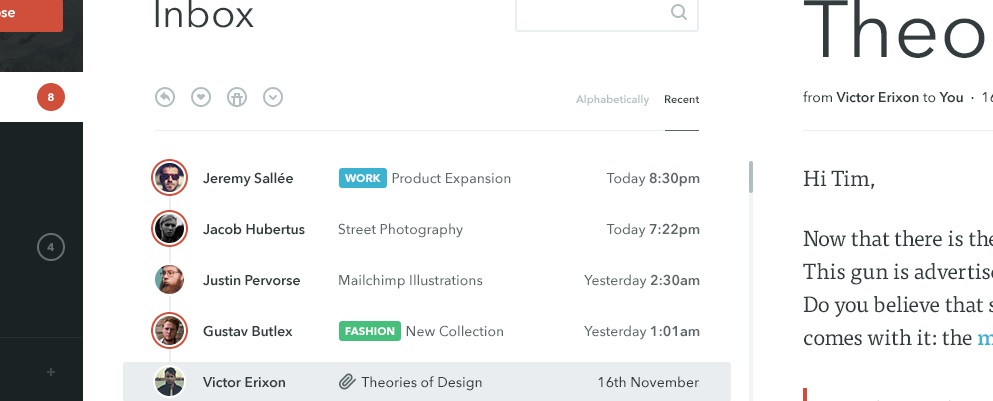 ose
8
4
+
Inbox
Alphabetically Recent
Jeremy Sallée WORK Product Expansion Today 8:30pm
Jacob Hubertus Street Photography Today 7:22pm
Justin Pervorse Mailchimp Illustrations Yesterday 2:30am
Gustav Butlex FASHION New Collection Yesterday 1:01am
Victor Erixon Theories of Design 16th November
Theo
from Victor Erixon to You · 16
Hi Tim,
Now that there is the
This gun is advertis
Do you believe that s
comes with it: the m